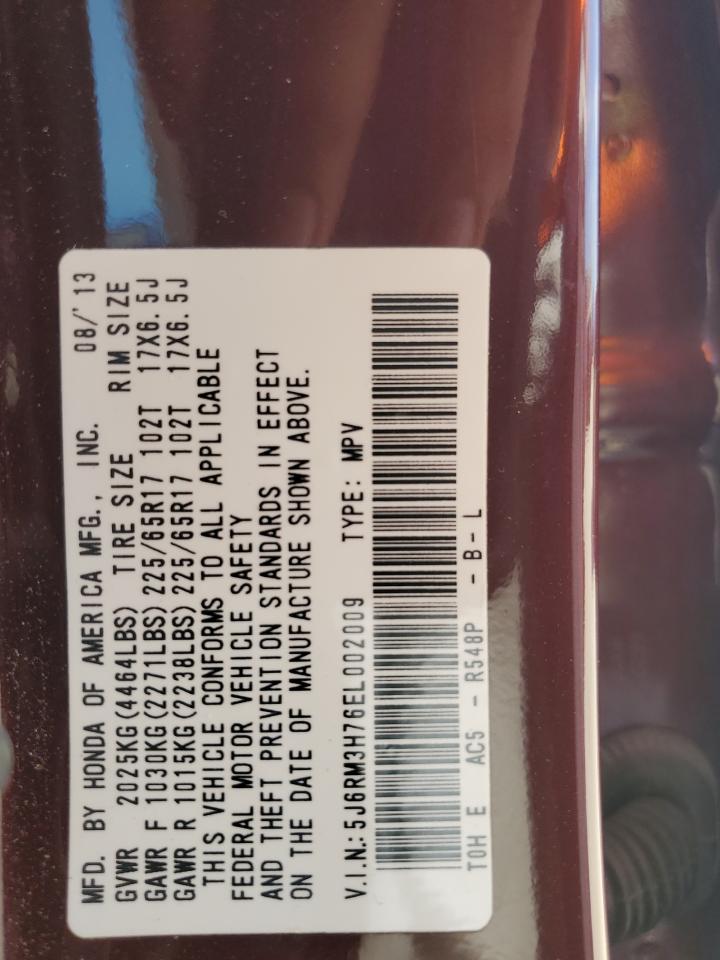 MFD. BY HONDA OF AMERICA MFG., INC. 08/'13
GVWR 2025KG(4464LBS) TIRE SIZE RIM SIZE
GAWR F 1030KG(2271LBS) 225/65R17 102T 17X6.5J
GAWR R 1015KG(2238LBS) 225/65R17 102T 17X6.5J
THIS VEHICLE CONFORMS TO ALL APPLICABLE
FEDERAL MOTOR VEHICLE SAFETY
AND THEFT PREVENTION STANDARDS IN EFFECT
ON THE DATE OF MANUFACTURE SHOWN ABOVE.
V.I.N.: 5J6RM3H76EL002009 TYPE: MPV
TOH E AC5 - R548P - B - L